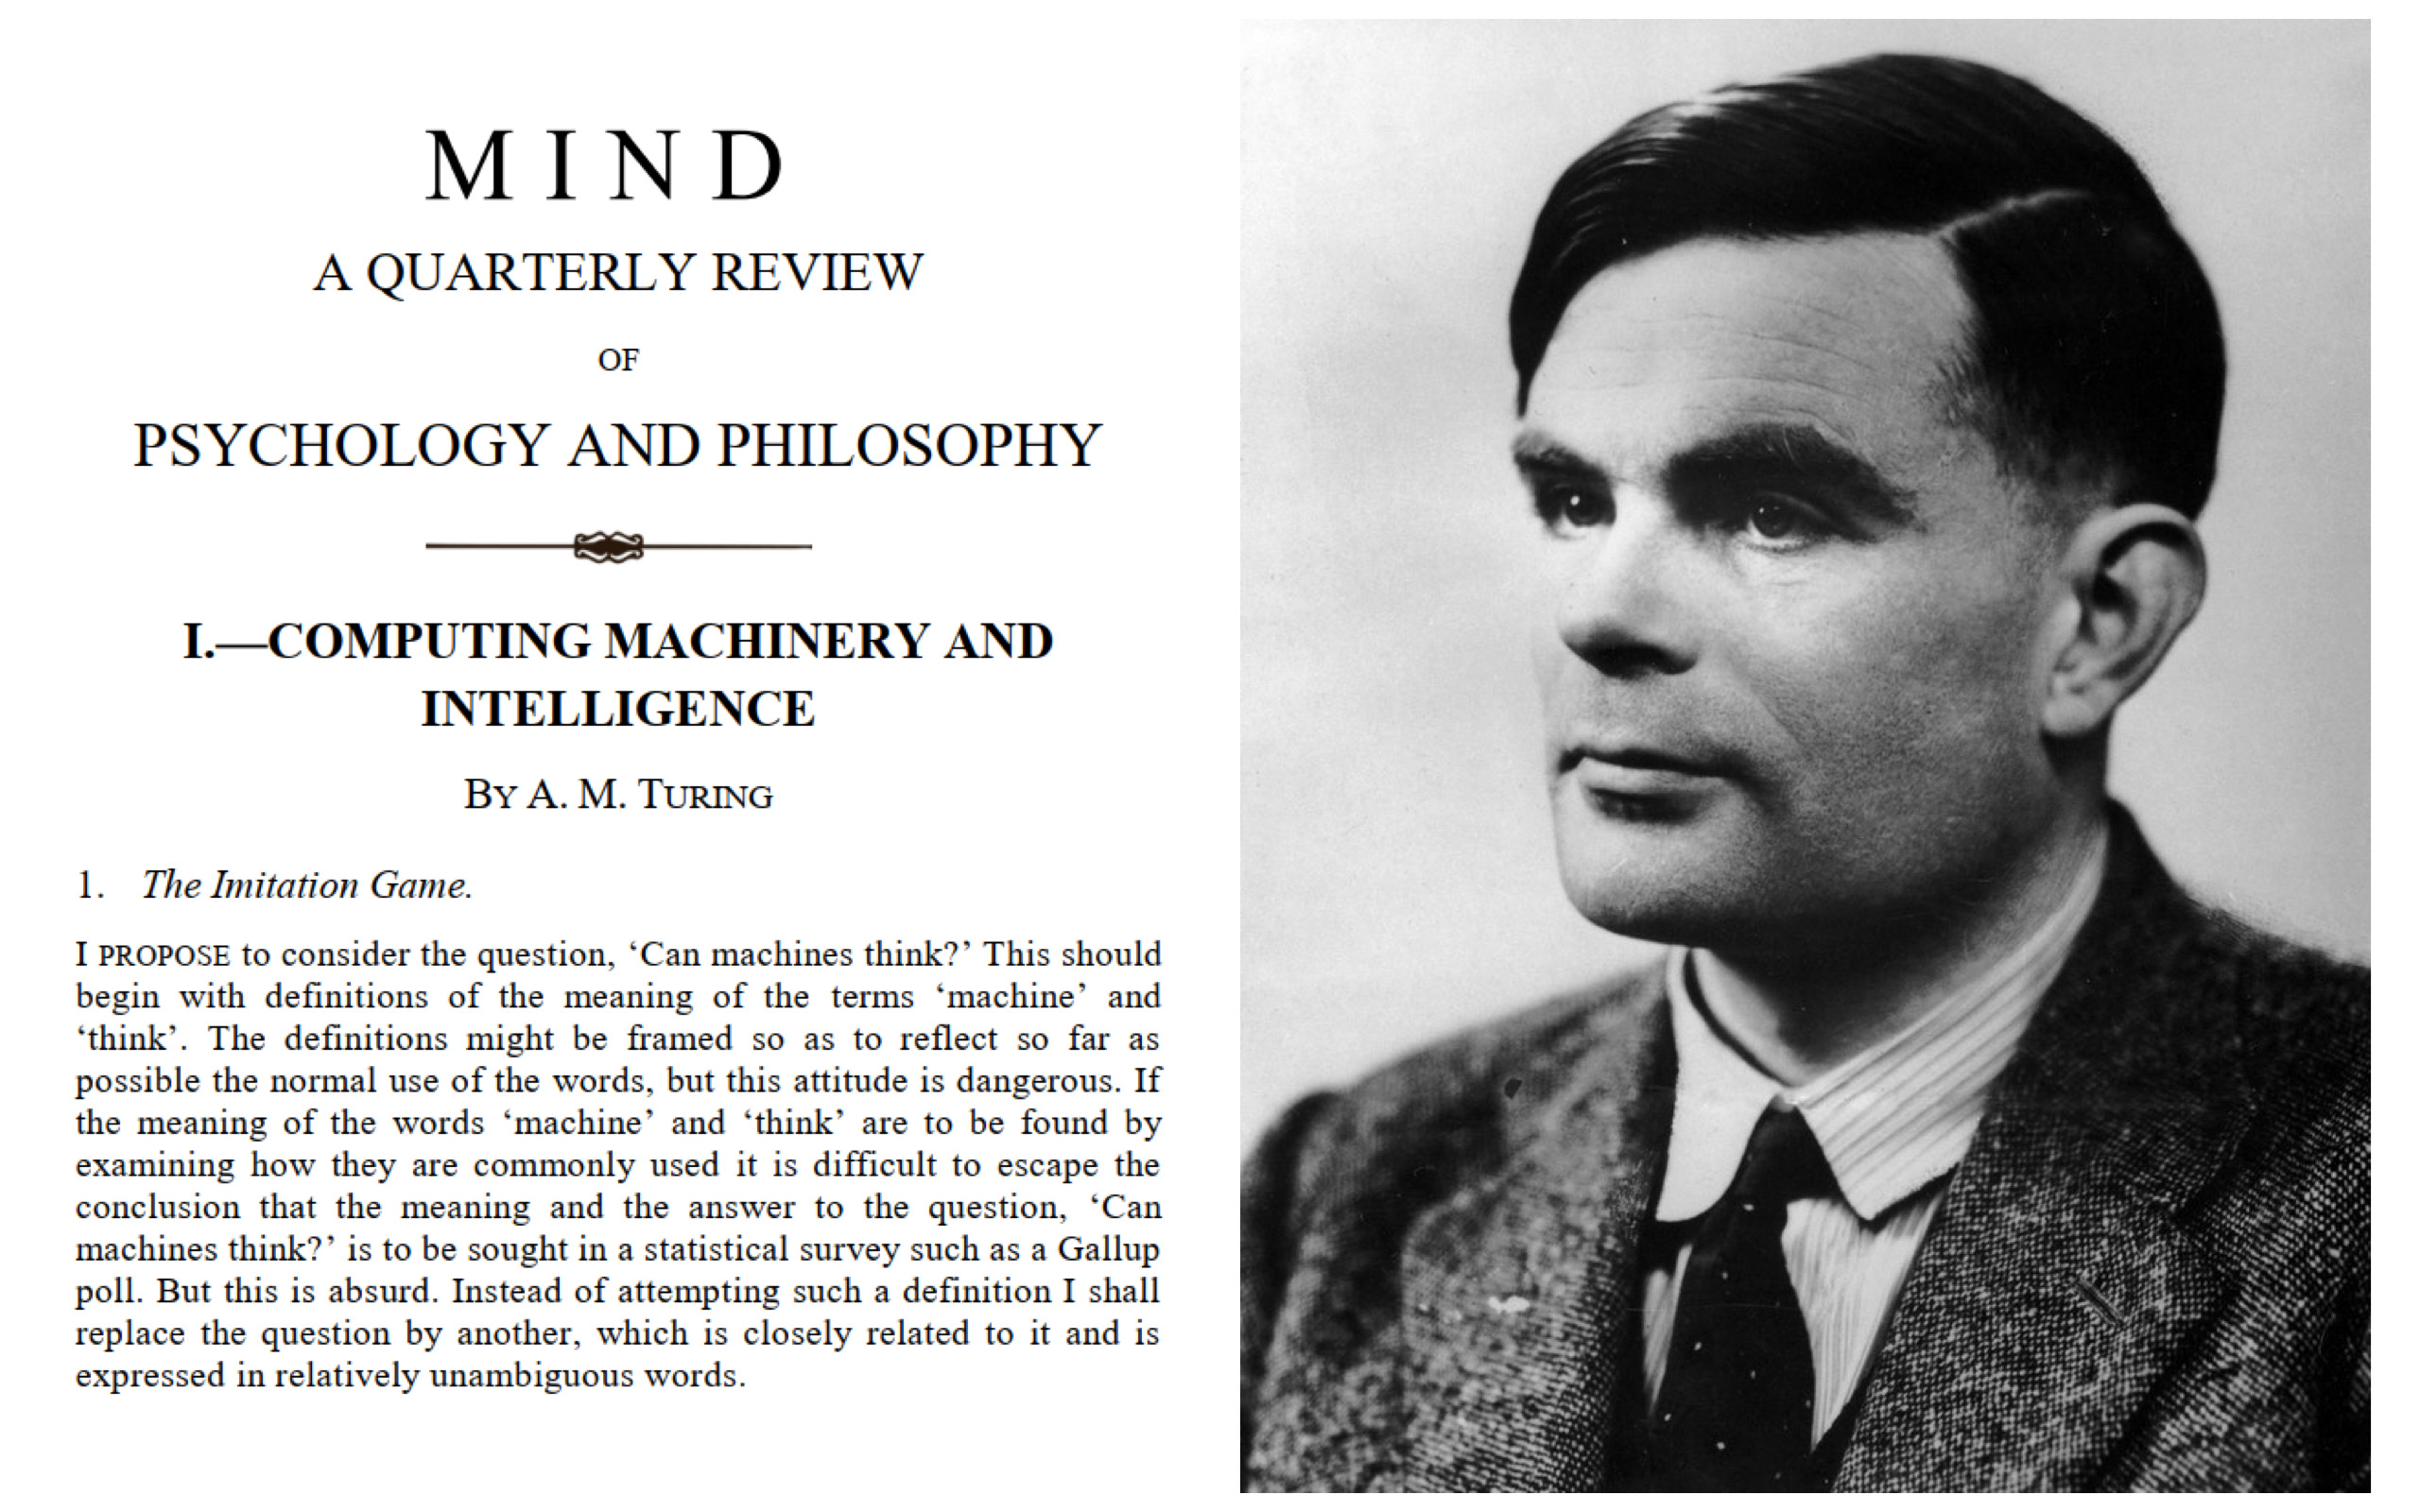 MIND
A QUARTERLY REVIEW
OF
PSYCHOLOGY AND PHILOSOPHY
I.—COMPUTING MACHINERY AND
INTELLIGENCE
BY A. M. TURING
1. The Imitation Game.
I PROPOSE to consider the question, ‘Can machines think?’ This should
begin with definitions of the meaning of the terms ‘machine’ and
‘think’. The definitions might be framed so as to reflect so far as
possible the normal use of the words, but this attitude is dangerous. If
the meaning of the words ‘machine’ and ‘think’ are to be found by
examining how they are commonly used it is difficult to escape the
conclusion that the meaning and the answer to the question, ‘Can
machines think?’ is to be sought in a statistical survey such as a Gallup
poll. But this is absurd. Instead of attempting such a definition I shall
replace the question by another, which is closely related to it and is
expressed in relatively unambiguous words.